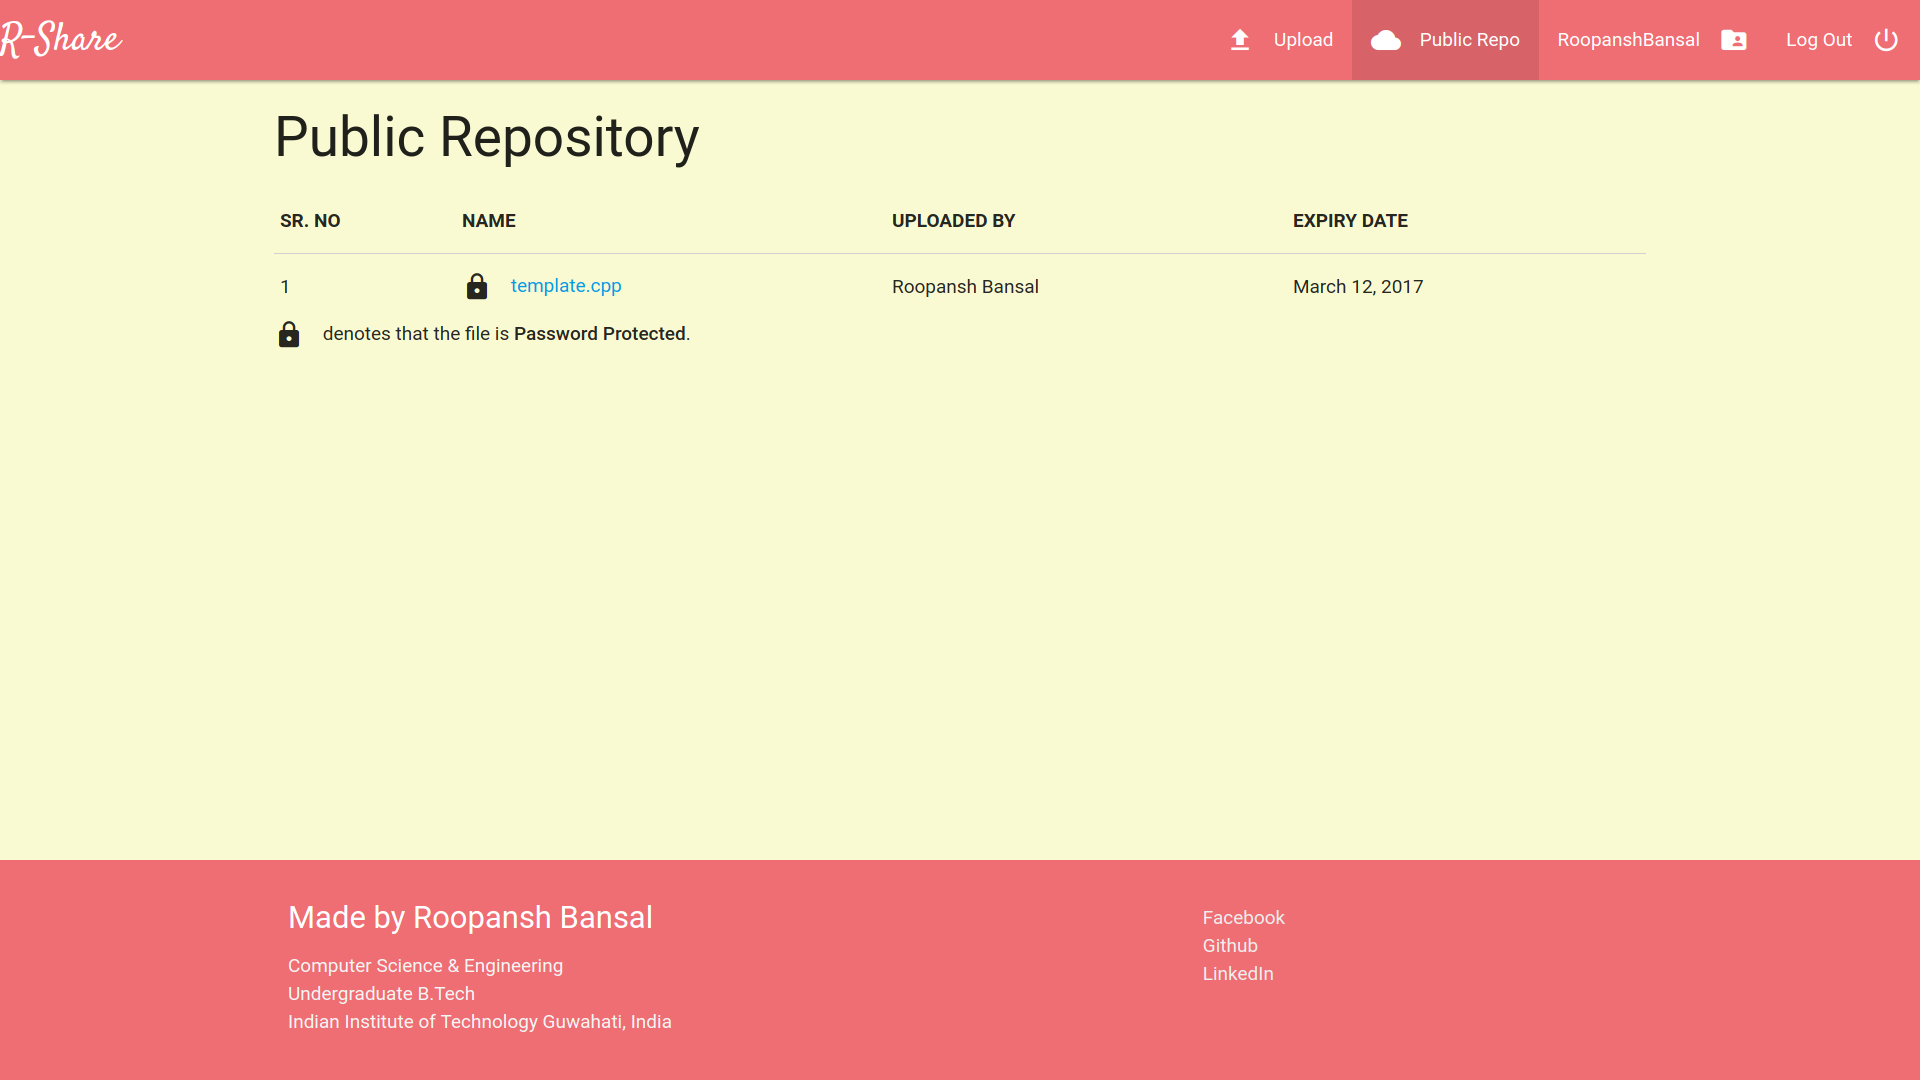 R-Share
Upload
Public Repo
RoopanshBansal
Log Out
Public Repository
SR. NO NAME UPLOADED BY EXPIRY DATE
1 template.cpp Roopansh Bansal March 12, 2017
denotes that the file is Password Protected.
Made by Roopansh Bansal
Computer Science & Engineering
Undergraduate B.Tech
Indian Institute of Technology Guwahati, India
Facebook
Github
LinkedIn